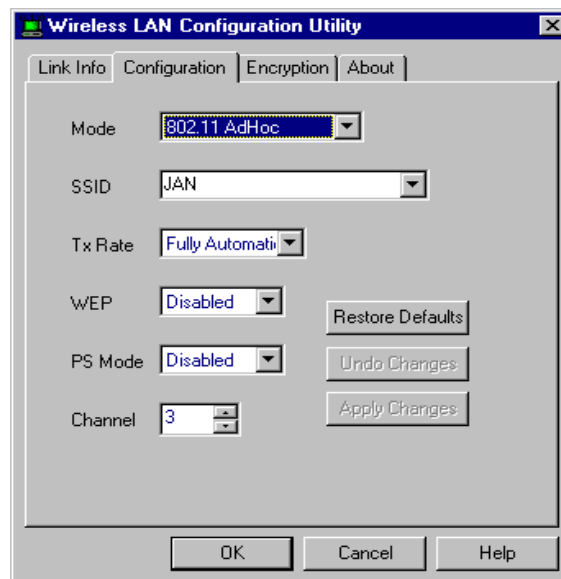 Wireless LAN Configuration Utility
Link Info Configuration Encryption About
Mode 802.11 AdHoc
SSID JAN
Tx Rate Fully Automati
WEP Disabled
Restore Defaults
PS Mode Disabled Undo Changes
Channel 3 Apply Changes
OK Cancel Help